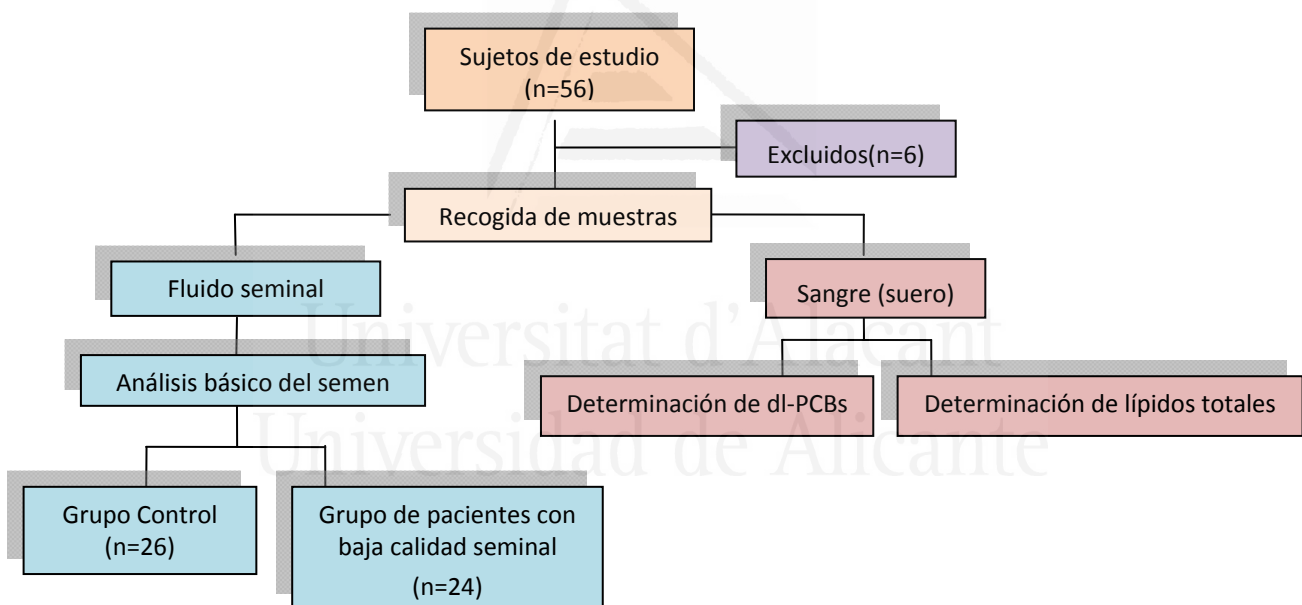 Sujetos de estudio
(n=56)
Excluidos(n=6)
Recogida de muestras
Fluido seminal
Sangre (suero)
Universitat d'Alacant
Análisis básico del semen
Determinación de dl-PCBs
Determinación de lípidos totales
Universidad de Alicante
Grupo Control
(n=26)
Grupo de pacientes con
baja calidad seminal
(n=24)